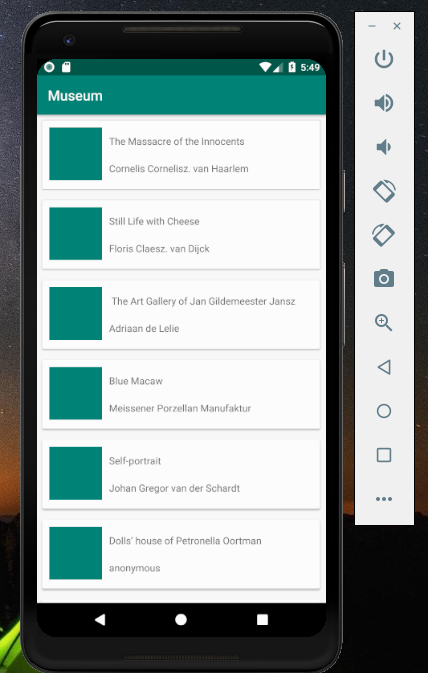 5:49
Museum
The Massacre of the Innocents
Cornelis Cornelisz. van Haarlem
Still Life with Cheese
Floris Claesz. van Dijck
The Art Gallery of Jan Gildemeester Jansz
Adriaan de Lelie
Blue Macaw
Meissener Porzellan Manufaktur
Self-portrait
Johan Gregor van der Schardt
Dolls' house of Petronella Oortman
anonymous